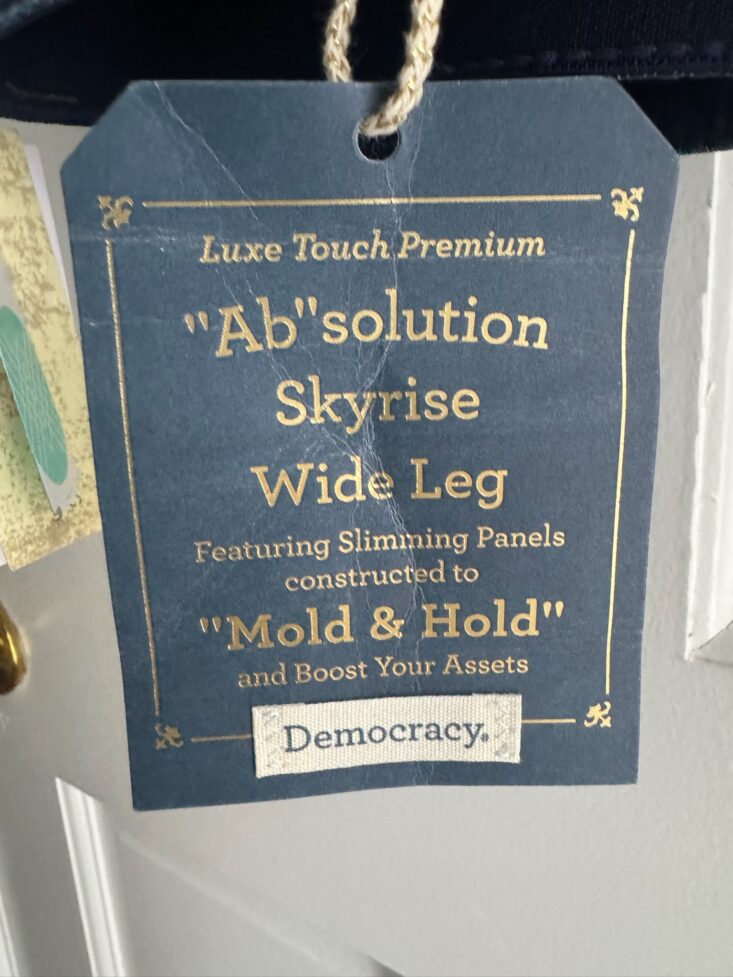 Luxe Touch Premium
"Ab"solution
Skyrise
Wide Leg
Featuring Slimming Panels
constructed to
"Mold & Hold"
and Boost Your Assets
Democracy.